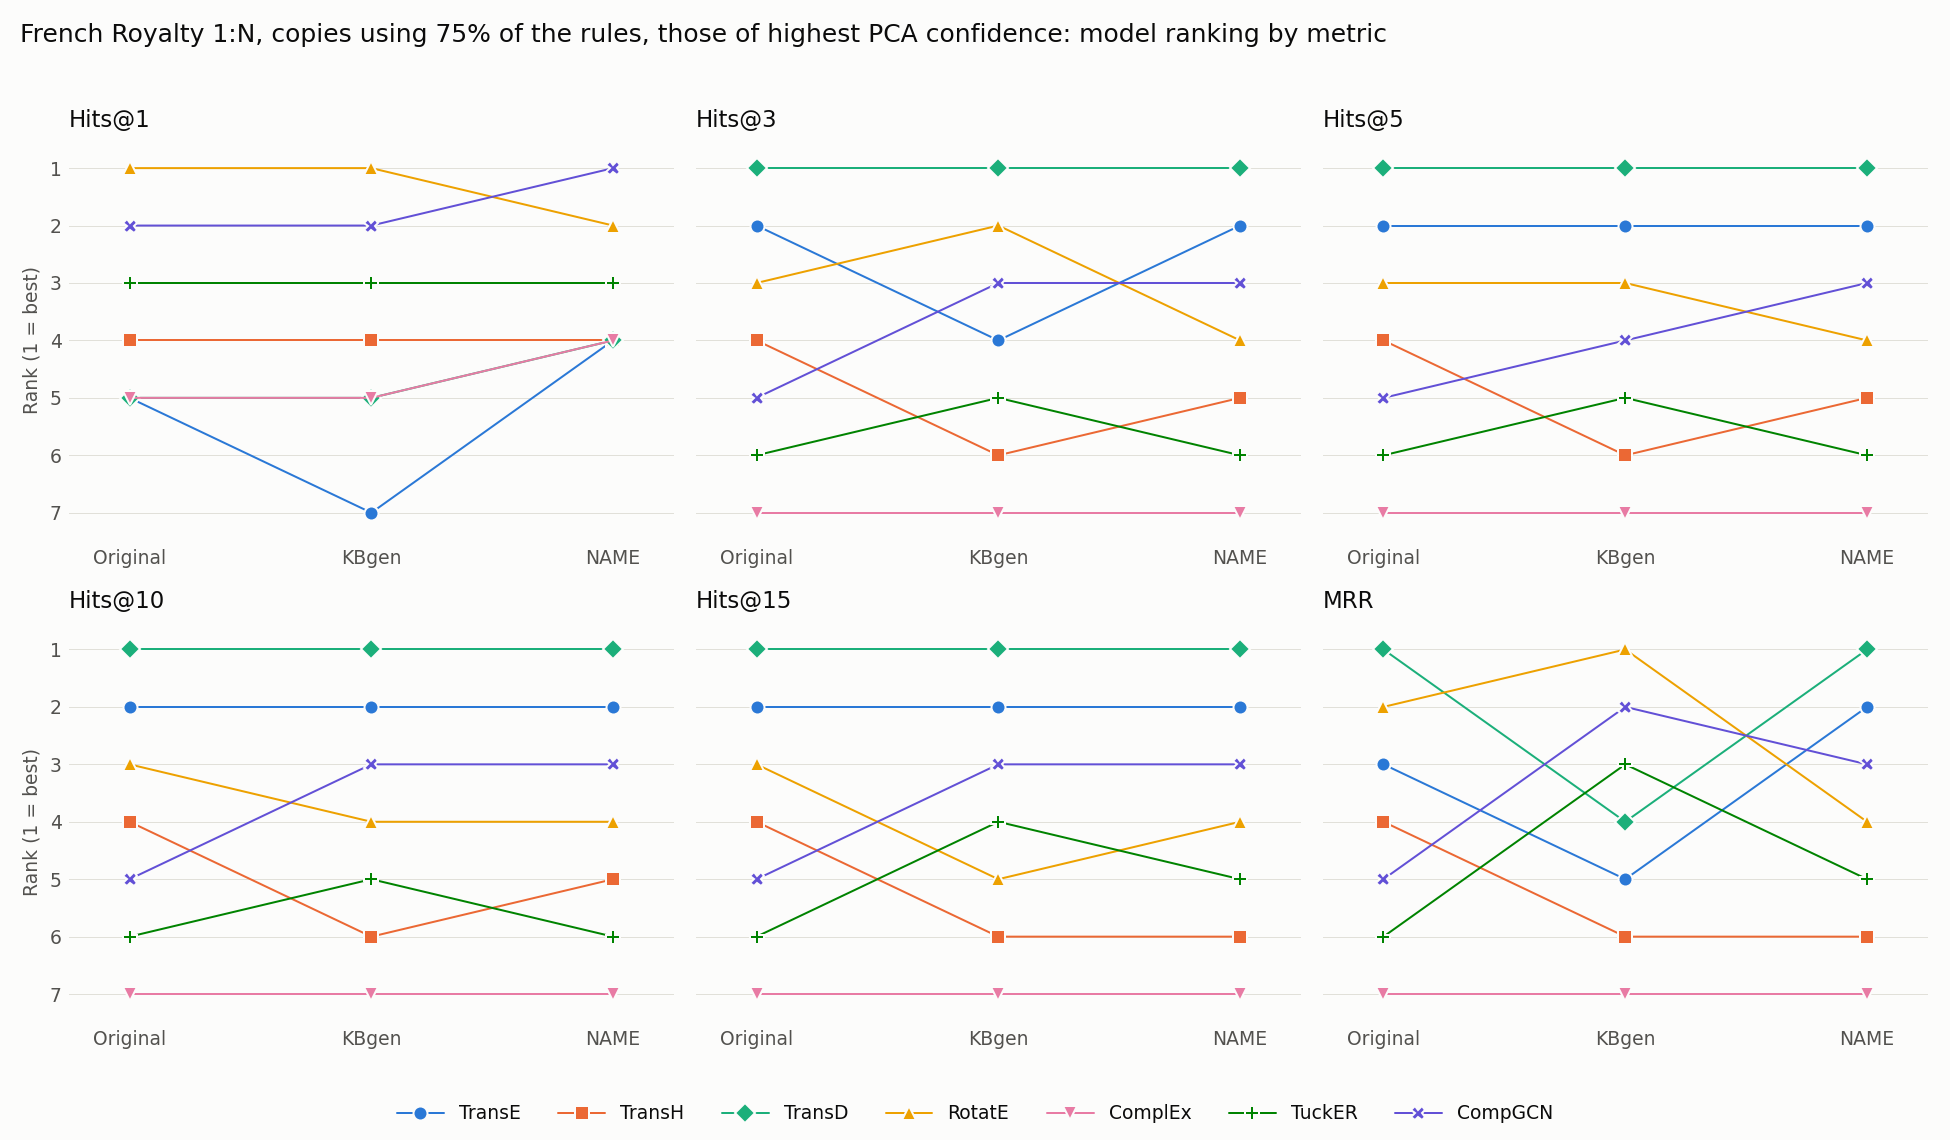 French Royalty 1:N, copies using 75% of the rules, those of highest PCA confidence: model ranking by metric
Hits@1
Hits@3
Hits@5
Rank (1 = best)
1
2
3
4
5
6
7
Original KBgen NAME
Original KBgen NAME
Original KBgen NAME
Hits@10
Hits@15
MRR
Rank (1 = best)
1
2
3
4
5
6
7
Original KBgen NAME
Original KBgen NAME
Original KBgen NAME
TransE TransH TransD RotatE ComplEx TuckER CompGCN